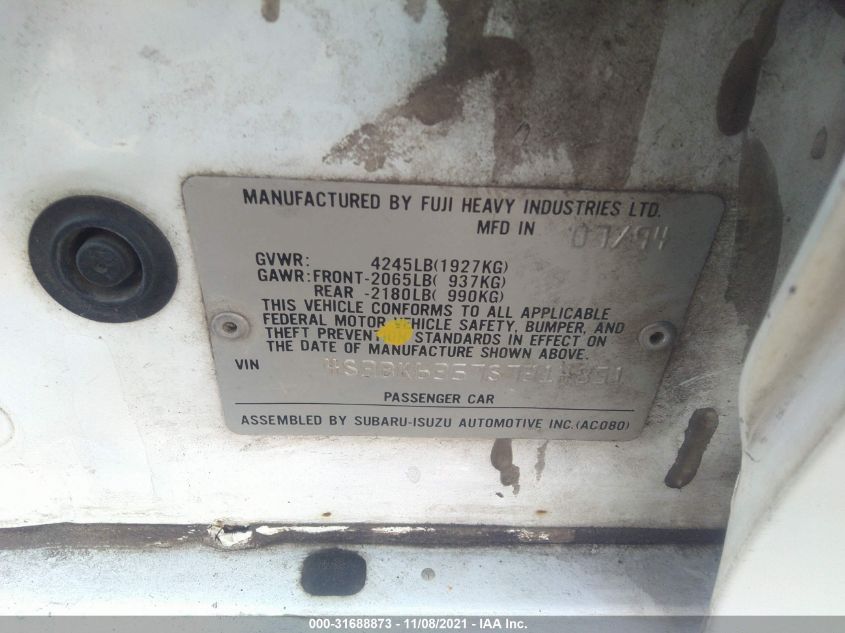 MANUFACTURED BY FUJI HEAVY INDUSTRIES LTD.
MFD IN 07/94
GVWR: 4245LB(1927KG)
GAWR: FRONT-2065LB( 937KG)
REAR -2180LB( 990KG)
THIS VEHICLE CONFORMS TO ALL APPLICABLE
FEDERAL MOTOR VEHICLE SAFETY, BUMPER, AND
THEFT PREVENTION STANDARDS IN EFFECT ON
THE DATE OF MANUFACTURE SHOWN ABOVE.
VIN
PASSENGER CAR
ASSEMBLED BY SUBARU-ISUZU AUTOMOTIVE INC.(AC080)
000-31688873 - 11/08/2021 - IAA Inc.